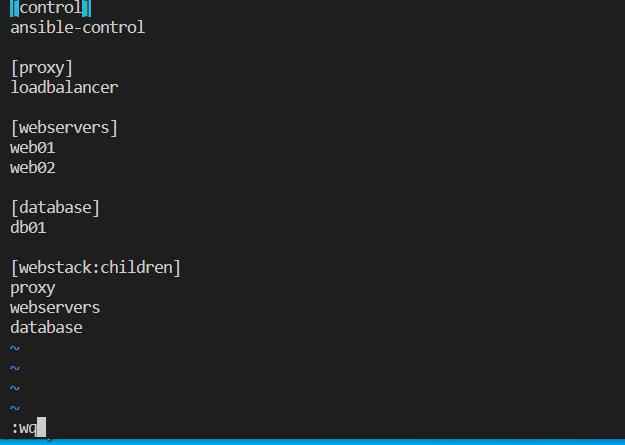 [control]
ansible-control
[proxy]
loadbalancer
[webservers]
web01
web02
[database]
db01
[webstack:children]
proxy
webservers
database
~
~
~
~
:wq